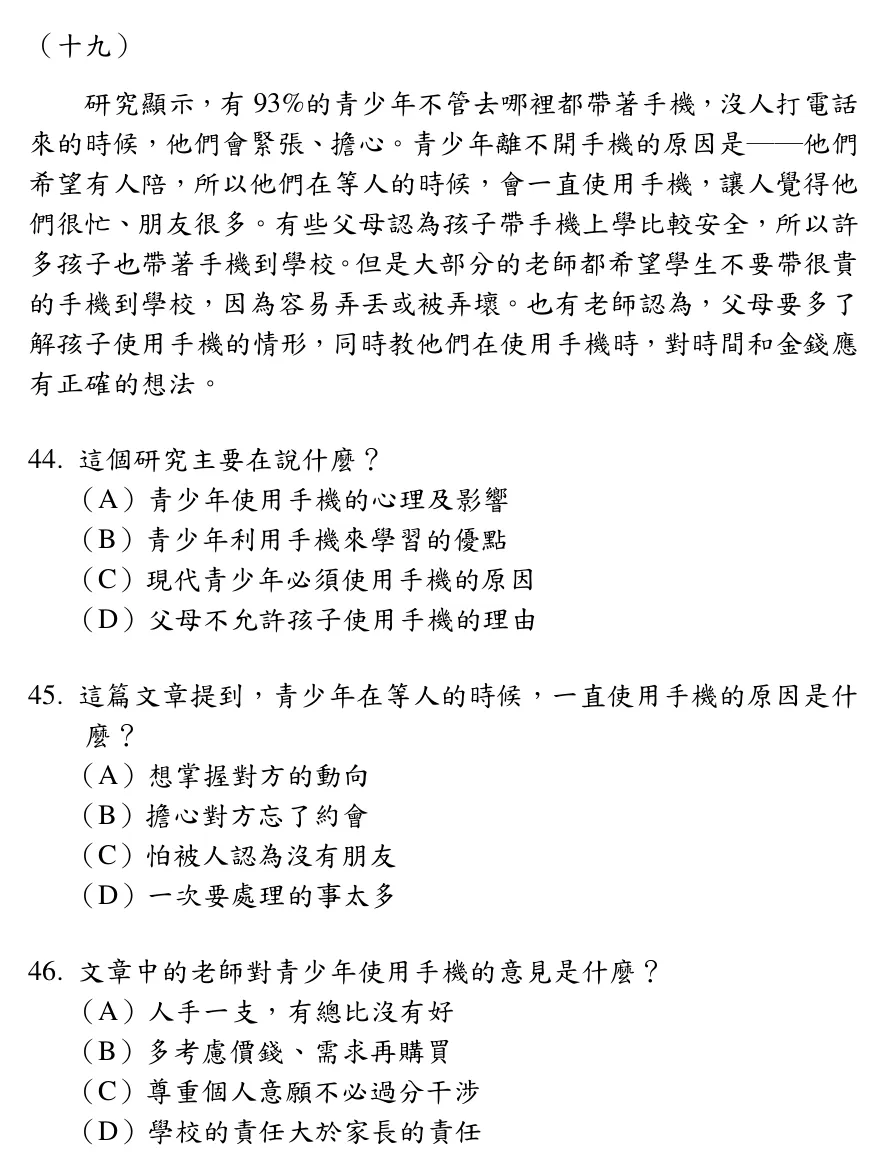 （十九）
研究顯示，有 93%的青少年不管去哪裡都帶著手機，沒人打電話
來的時候，他們會緊張、擔心。青少年離不開手機的原因是——他們
希望有人陪，所以他們在等人的時候，會一直使用手機，讓人覺得他
們很忙、朋友很多。有些父母認為孩子帶手機上學比較安全，所以許
多孩子也帶著手機到學校。但是大部分的老師都希望學生不要帶很貴
的手機到學校，因為容易弄丟或被弄壞。也有老師認為，父母要多了
解孩子使用手機的情形，同時教他們在使用手機時，對時間和金錢應
有正確的想法。
44. 這個研究主要在說什麼？
（A）青少年使用手機的心理及影響
（B）青少年利用手機來學習的優點
（C）現代青少年必須使用手機的原因
（D）父母不允許孩子使用手機的理由
45. 這篇文章提到，青少年在等人的時候，一直使用手機的原因是什
麼？
（A）想掌握對方的動向
（B）擔心對方忘了約會
（C）怕被人認為沒有朋友
（D）一次要處理的事太多
46. 文章中的老師對青少年使用手機的意見是什麼？
（A）人手一支，有總比沒有好
（B）多考慮價錢、需求再購買
（C）尊重個人意願不必過分干涉
（D）學校的責任大於家長的責任